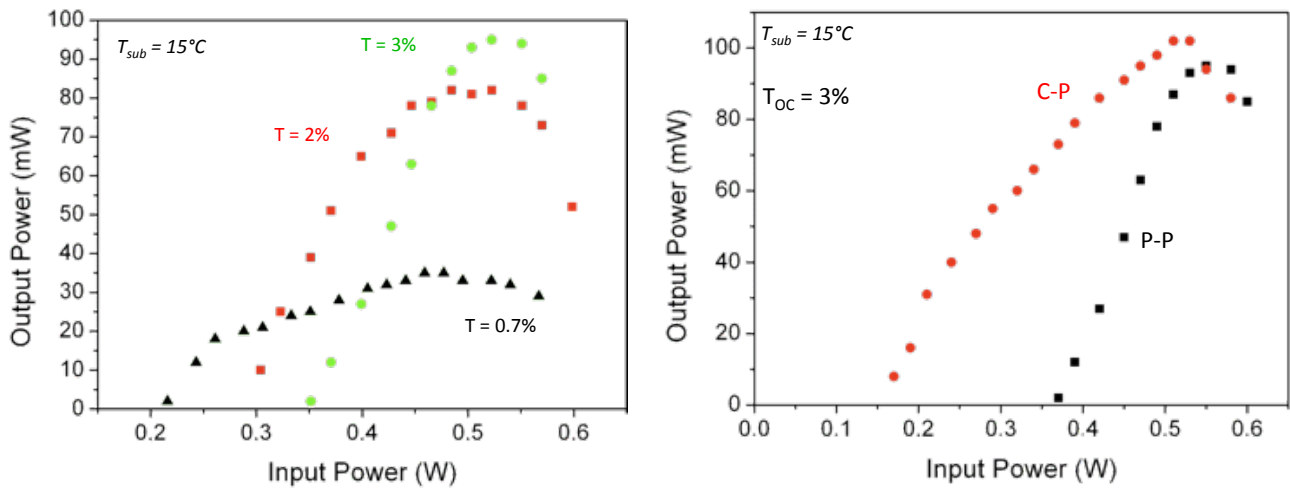 T_sub = 15°C
T = 3%
T = 2%
T = 0.7%
100
90
80
70
60
50
40
30
20
10
0
0.2 0.3 0.4 0.5 0.6
Output Power (mW)
Input Power (W)
T_sub = 15°C
T_OC = 3%
C-P
P-P
100
80
60
40
20
0
0.0 0.1 0.2 0.3 0.4 0.5 0.6
Output Power (mW)
Input Power (W)